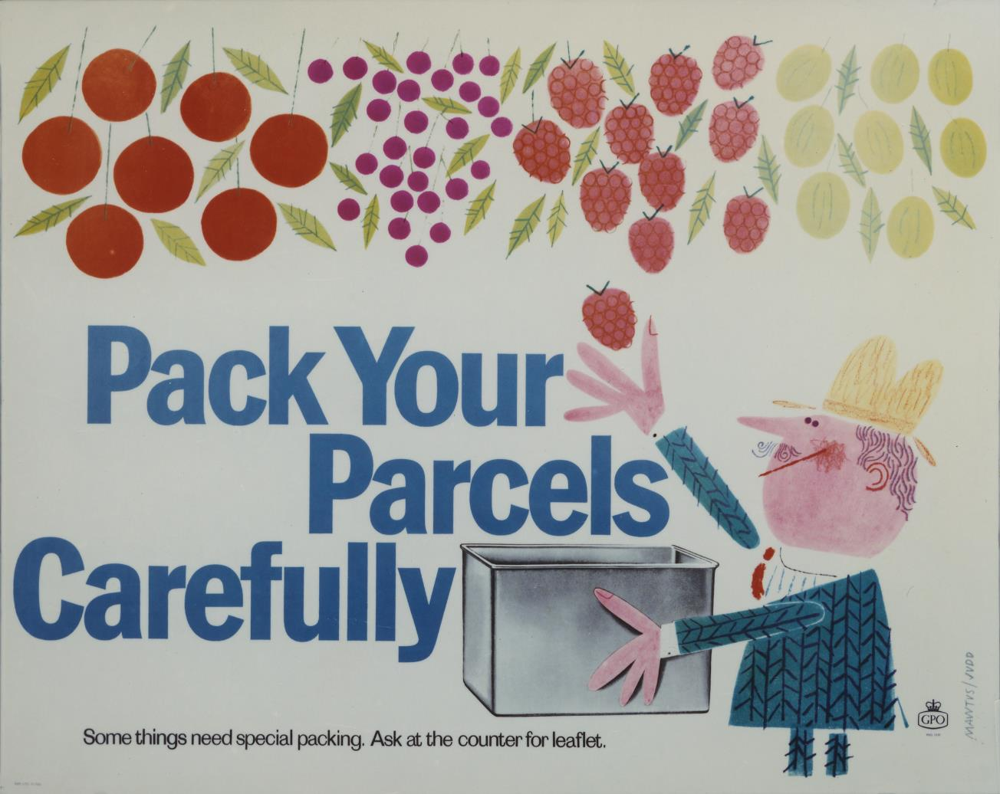 Pack Your
Parcels
Carefully
Some things need special packing. Ask at the counter for leaflet.
GPO
MAWTUS/JUDD